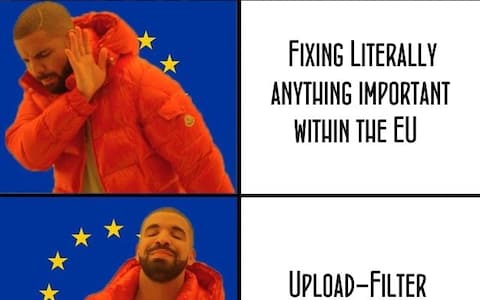 Fixing Literally
anything important
within the EU
Upload-Filter